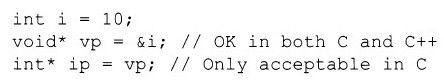 int i = 10;
void* vp = &i; // OK in both C and C++
int* ip = vp; // Only acceptable in C